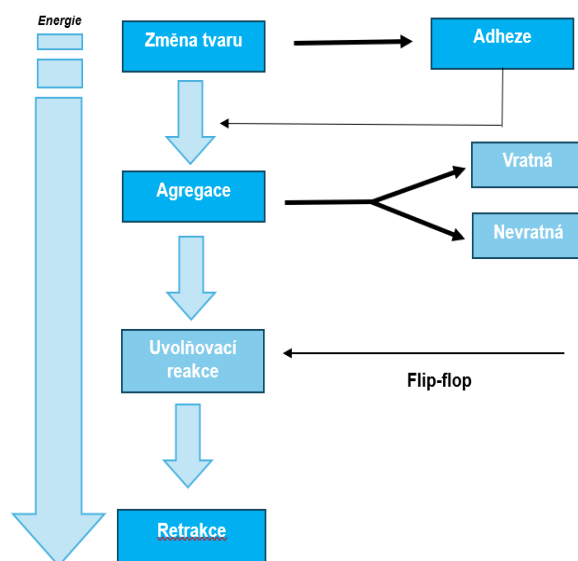 Energie
Změna tvaru
Adheze
Agregace
Vratná
Nevratná
Uvolňovací
reakce
Flip-flop
Retrakce